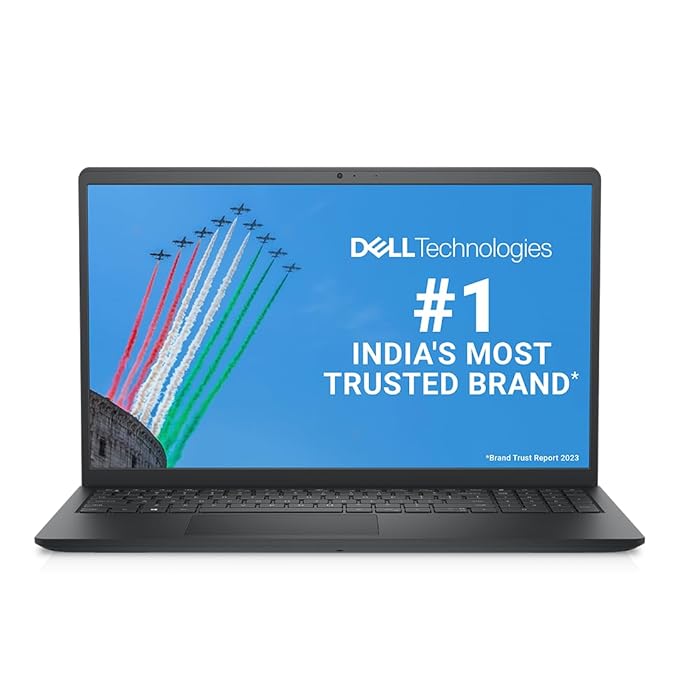 DELLTechnologies
#1
INDIA'S MOST
TRUSTED BRAND*
*Brand Trust Report 2023